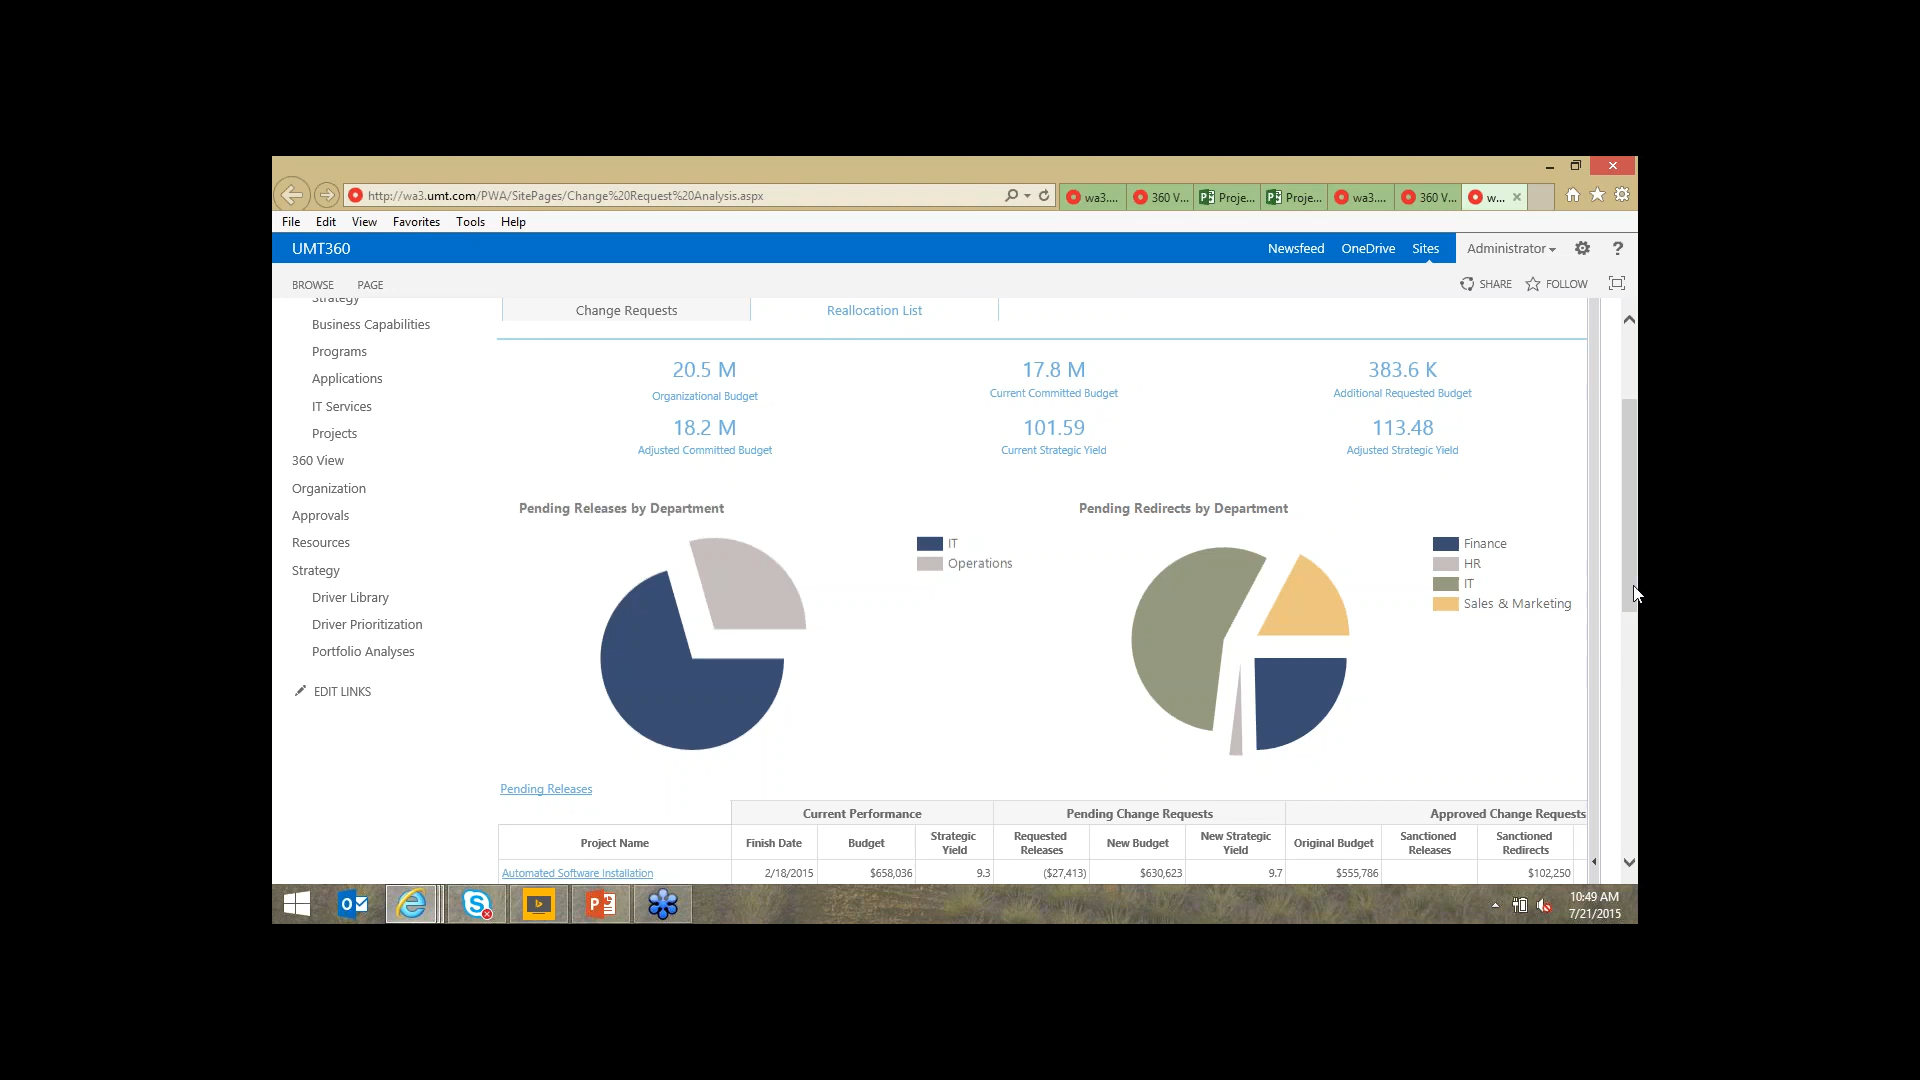 http://wa3.umt.com/PWA/SitePages/Change%20Request%20Analysis.aspx
wa3....
360 V...
Proje...
Proje...
wa3....
360 V...
w...
File Edit View Favorites Tools Help
UMT360
Newsfeed OneDrive Sites Administrator ?
BROWSE PAGE
SHARE FOLLOW
Strategy
Business Capabilities
Programs
Applications
IT Services
Projects
360 View
Organization
Approvals
Resources
Strategy
Driver Library
Driver Prioritization
Portfolio Analyses
EDIT LINKS
Change Requests Reallocation List
20.5 M 17.8 M 383.6 K
Organizational Budget Current Committed Budget Additional Requested Budget
18.2 M 101.59 113.48
Adjusted Committed Budget Current Strategic Yield Adjusted Strategic Yield
Pending Releases by Department
IT
Operations
Pending Redirects by Department
Finance
HR
IT
Sales & Marketing
Pending Releases
Current Performance Pending Change Requests Approved Change Requests
Project Name Finish Date Budget Strategic Yield Requested Releases New Budget New Strategic Yield Original Budget Sanctioned Releases Sanctioned Redirects
Automated Software Installation 2/18/2015 $658,036 9.3 ($27,413) $630,623 9.7 $555,786 $102,250
10:49 AM
7/21/2015